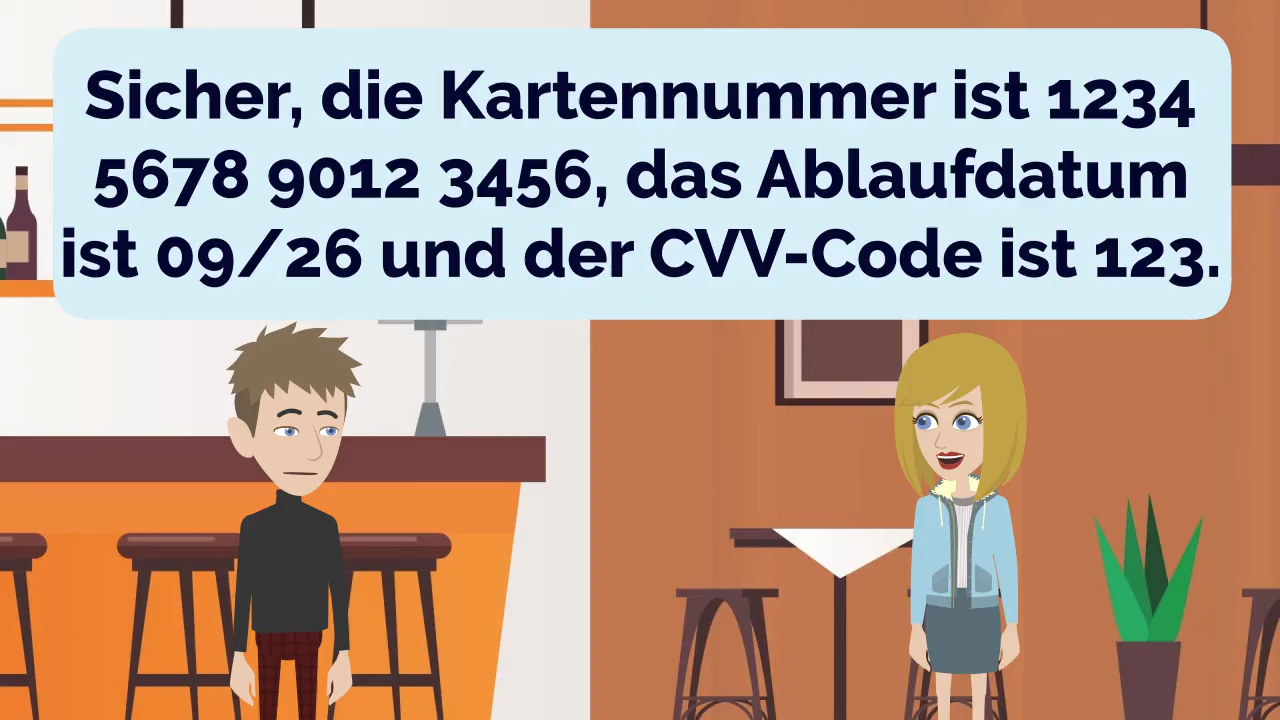 Sicher, die Kartennummer ist 1234
5678 9012 3456, das Ablaufdatum
ist 09/26 und der CVV-Code ist 123.